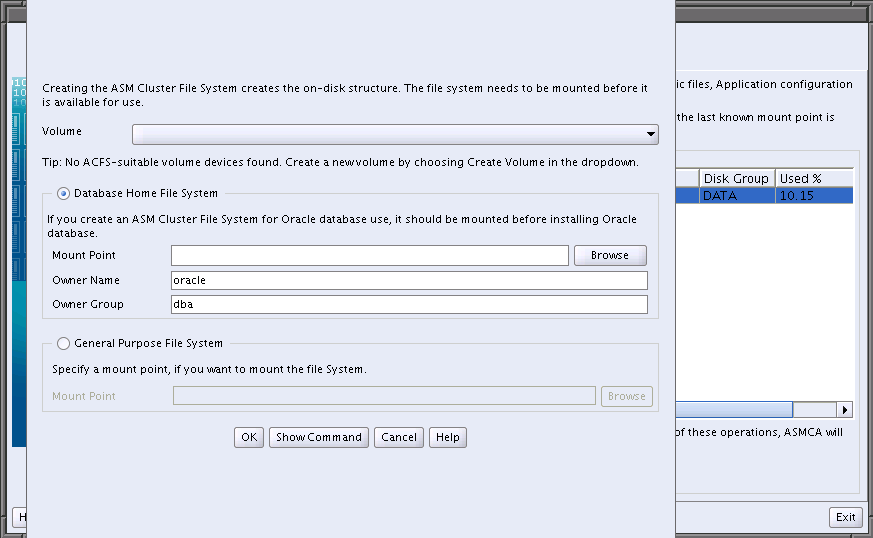 Creating the ASM Cluster File System creates the on-disk structure. The file system needs to be mounted before it
is available for use.
Volume
Tip: No ACFS-suitable volume devices found. Create a new volume by choosing Create Volume in the dropdown.
Database Home File System
If you create an ASM Cluster File System for Oracle database use, it should be mounted before installing Oracle
database.
Mount Point
Browse
Owner Name
oracle
Owner Group
dba
General Purpose File System
Specify a mount point, if you want to mount the file System.
Mount Point
Browse
OK
Show Command
Cancel
Help
ic files, Application configuration
the last known mount point is
Disk Group
Used %
DATA
10.15
of these operations, ASMCA will
H
Exit